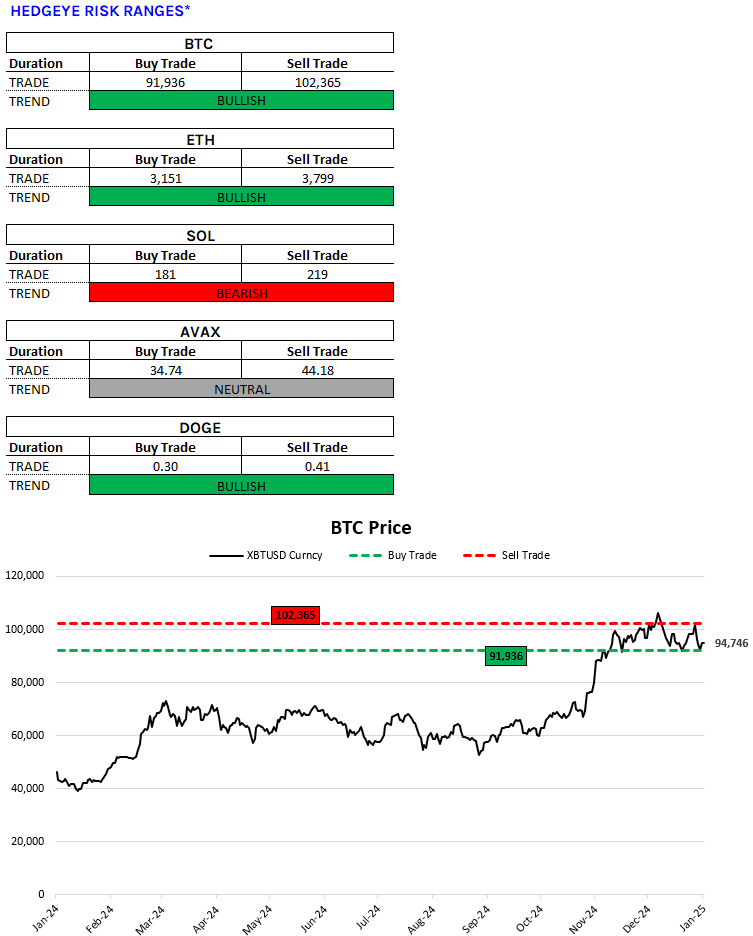 HEDGEYE RISK RANGES*
BTC
Duration Buy Trade Sell Trade
TRADE 91,936 102,365
TREND BULLISH
ETH
Duration Buy Trade Sell Trade
TRADE 3,151 3,799
TREND BULLISH
SOL
Duration Buy Trade Sell Trade
TRADE 181 219
TREND BEARISH
AVAX
Duration Buy Trade Sell Trade
TRADE 34.74 44.18
TREND NEUTRAL
DOGE
Duration Buy Trade Sell Trade
TRADE 0.30 0.41
TREND BULLISH
BTC Price
XBTUSD Curncy Buy Trade Sell Trade
120,000
102,365
100,000
94,746
91,936
80,000
60,000
40,000
20,000
0
Jan-24 Feb-24 Mar-24 Apr-24 May-24 Jun-24 Jul-24 Aug-24 Sep-24 Oct-24 Nov-24 Dec-24 Jan-25